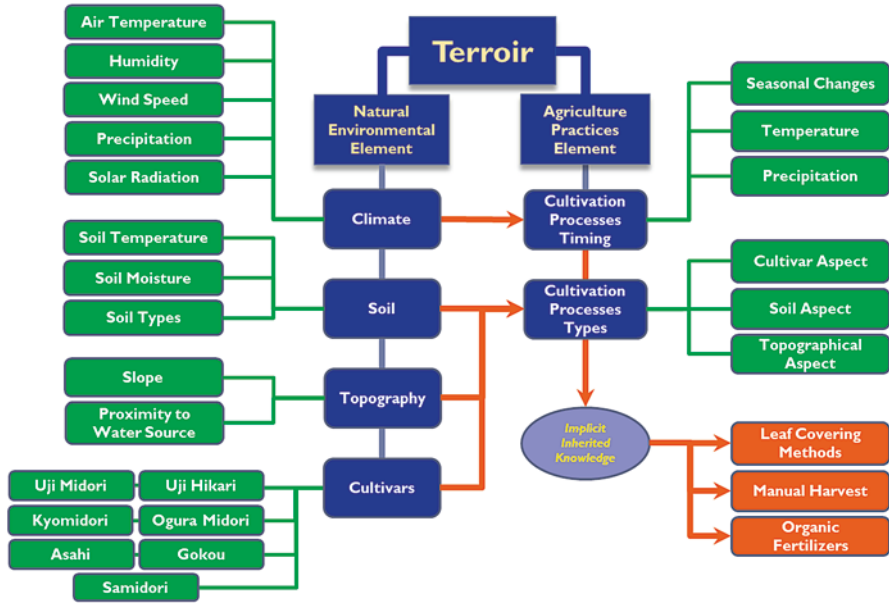 Terroir
Natural
Environmental
Element
Agriculture
Practices
Element
Air Temperature
Humidity
Wind Speed
Precipitation
Solar Radiation
Climate
Cultivation
Processes
Timing
Seasonal Changes
Temperature
Precipitation
Soil Temperature
Soil Moisture
Soil Types
Soil
Cultivation
Processes
Types
Cultivar Aspect
Soil Aspect
Topographical
Aspect
Slope
Proximity to
Water Source
Topography
Implicit
Inherited
Knowledge
Leaf Covering
Methods
Manual Harvest
Organic
Fertilizers
Uji Midori
Uji Hikari
Kyomidori
Ogura Midori
Asahi
Gokou
Samidori
Cultivars